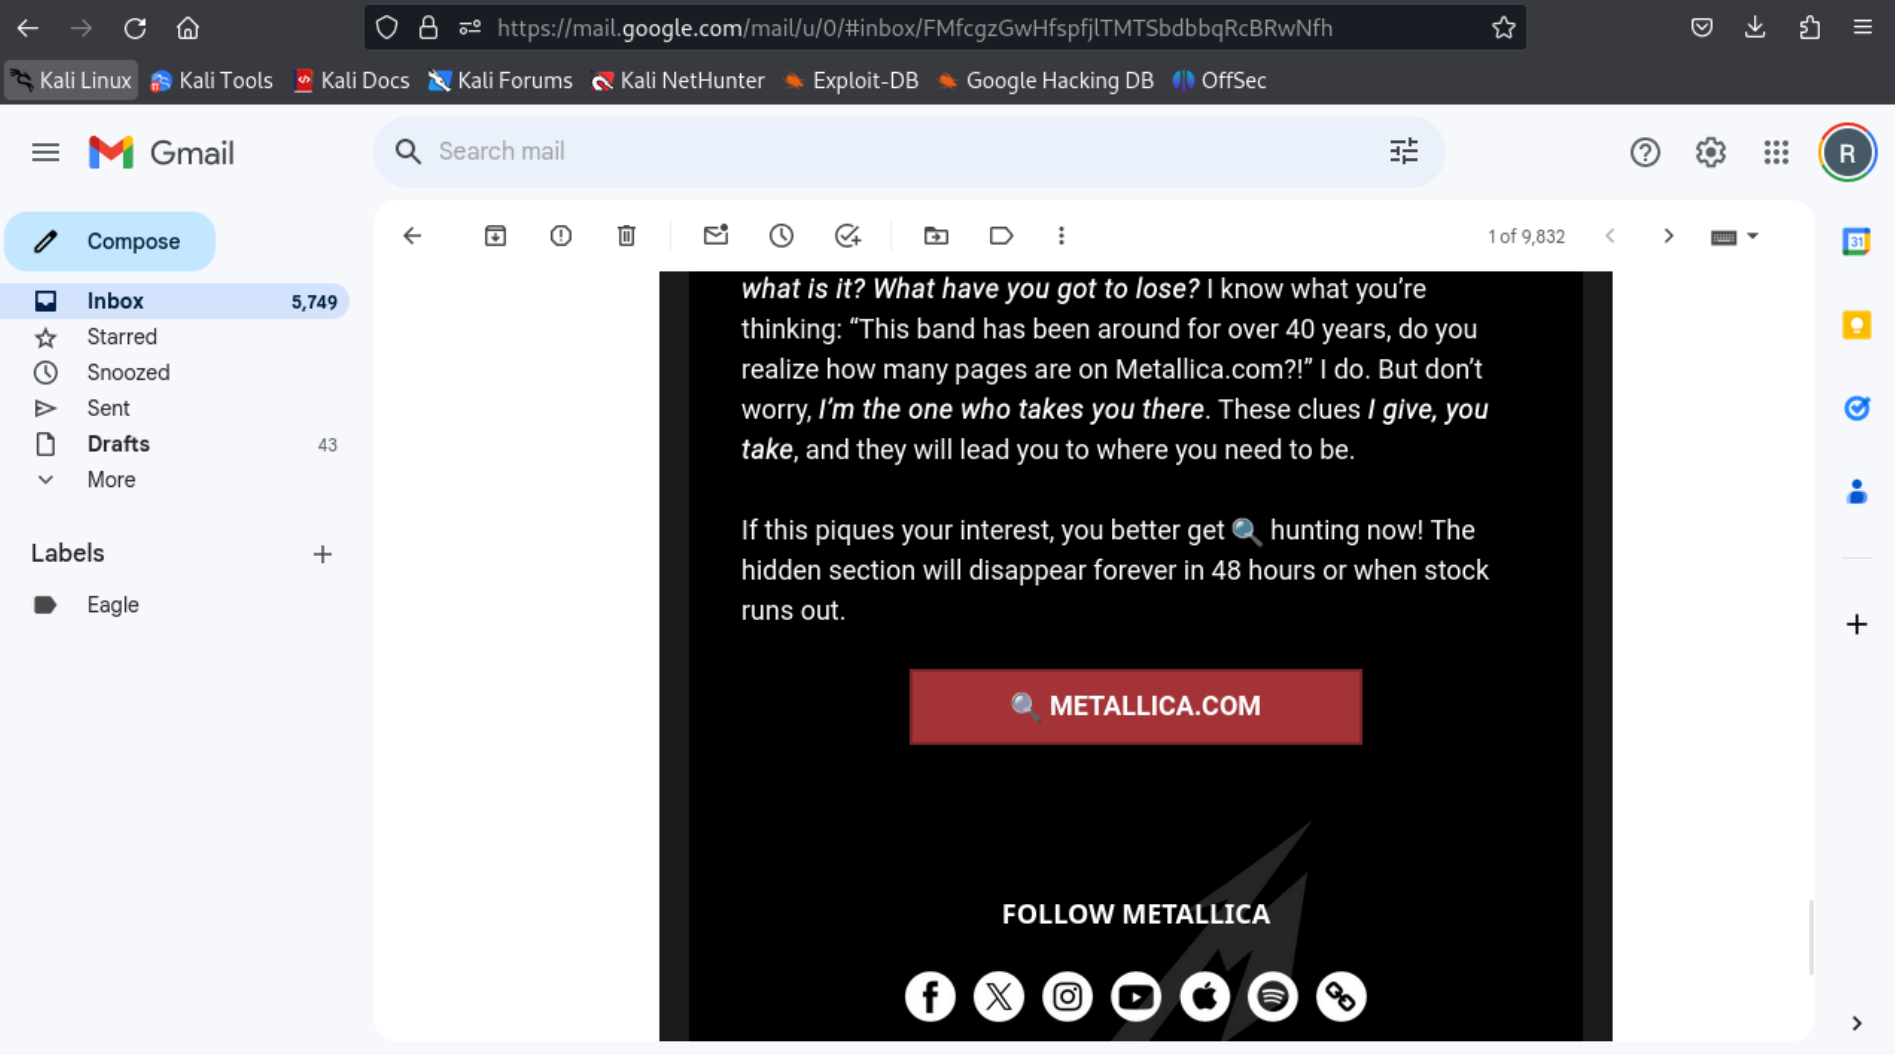 https://mail.google.com/mail/u/0/#inbox/FMfcgzGwHfspfjlTMTSbdbbqRcBRwNfh
Kali Linux Kali Tools Kali Docs Kali Forums Kali NetHunter Exploit-DB Google Hacking DB OffSec
Gmail
Search mail
R
Compose
1 of 9,832
31
Inbox 5,749
Starred
Snoozed
Sent
Drafts 43
More
Labels
Eagle
what is it? What have you got to lose? I know what you’re
thinking: “This band has been around for over 40 years, do you
realize how many pages are on Metallica.com?!” I do. But don’t
worry, I’m the one who takes you there. These clues I give, you
take, and they will lead you to where you need to be.
If this piques your interest, you better get 🔍 hunting now! The
hidden section will disappear forever in 48 hours or when stock
runs out.
🔍 METALLICA.COM
FOLLOW METALLICA